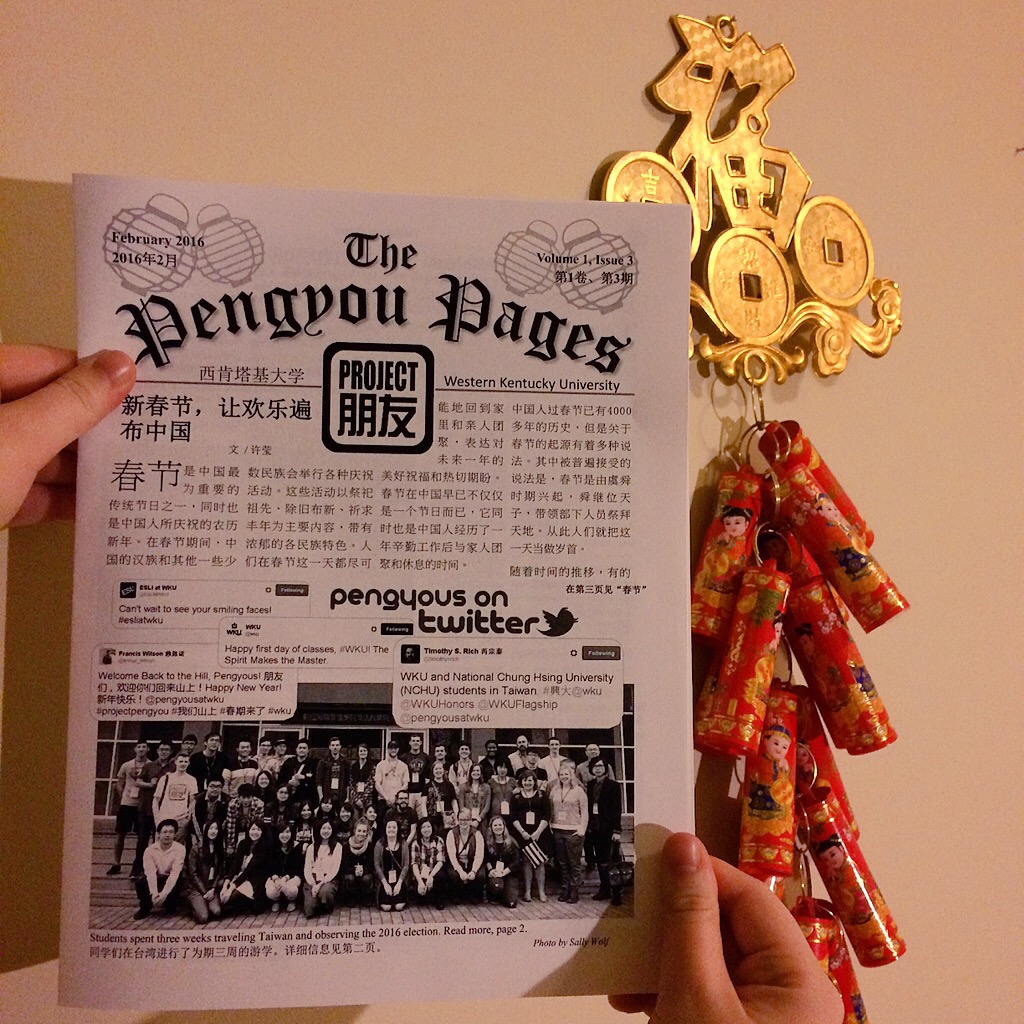 福
February 2016
2016年2月
The
Pengyou Pages
Volume 1, Issue 3
第1卷、第3期
西肯塔基大学
PROJECT
朋友
Western Kentucky University
新春节，让欢乐遍
布中国
文 / 许莹
春节是中国最
为重要的
传统节日之一，同时也
是中国人所庆祝的农历
新年。在春节期间，中
国的汉族和其他一些少
数民族会举行各种庆祝
活动。这些活动以祭祀
祖先、除旧布新、祈求
丰年为主要内容，带有
浓郁的各民族特色。人
们在春节这一天都尽可
能地回到家
里和亲人团
聚，表达对
未来一年的
美好祝福和热切期盼。
春节在中国早已不仅仅
是一个节日而已，它同
时也是中国人经历了一
年辛勤工作后与家人团
聚和休息的时间。
中国人过春节已有4000
多年的历史，但是关于
春节的起源有着多种说
法。其中被普遍接受的
说法是，春节是由虞舜
时期兴起，舜继位天
子，带领部下人员祭拜
天地。从此人们就把这
一天当做岁首。
随着时间的推移，有的
在第三页见 “春节”
pengyous on
twitter
ESLI at WKU
Following
Can't wait to see your smiling faces!
#esliatwku
WKU
@wku
Following
Happy first day of classes, #WKU! The
Spirit Makes the Master.
Francis Wilson
Welcome Back to the Hill, Pengyous! 朋友
们，欢迎你们回来山上！Happy New Year!
新年快乐！@pengyousatwku
#projectpengyou #我们山上 #春期来了 #wku
Timothy S. Rich 芮宗泰
@timothysrich
Following
WKU and National Chung Hsing University
(NCHU) students in Taiwan. #興大@wku
@WKUHonors @WKUFlagship
@pengyousatwku
Students spent three weeks traveling Taiwan and observing the 2016 election. Read more, page 2.
同学们在台湾进行了为期三周的游学。详细信息见第二页。
Photo by Sally Wolf